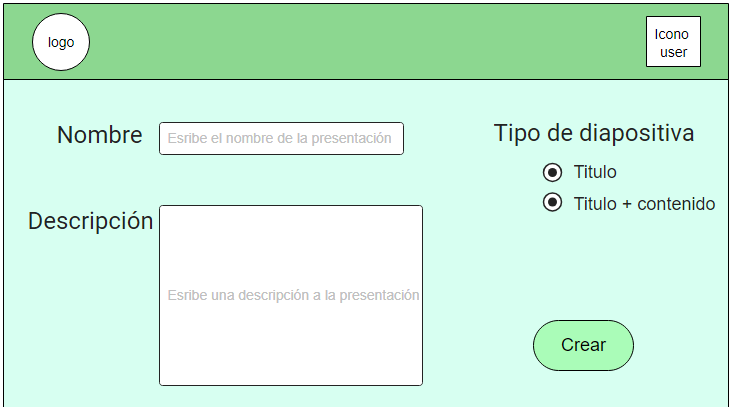 logo
Icono
user
Nombre
Esribe el nombre de la presentación
Tipo de diapositiva
Titulo
Titulo + contenido
Descripción
Esribe una descripción a la presentación
Crear